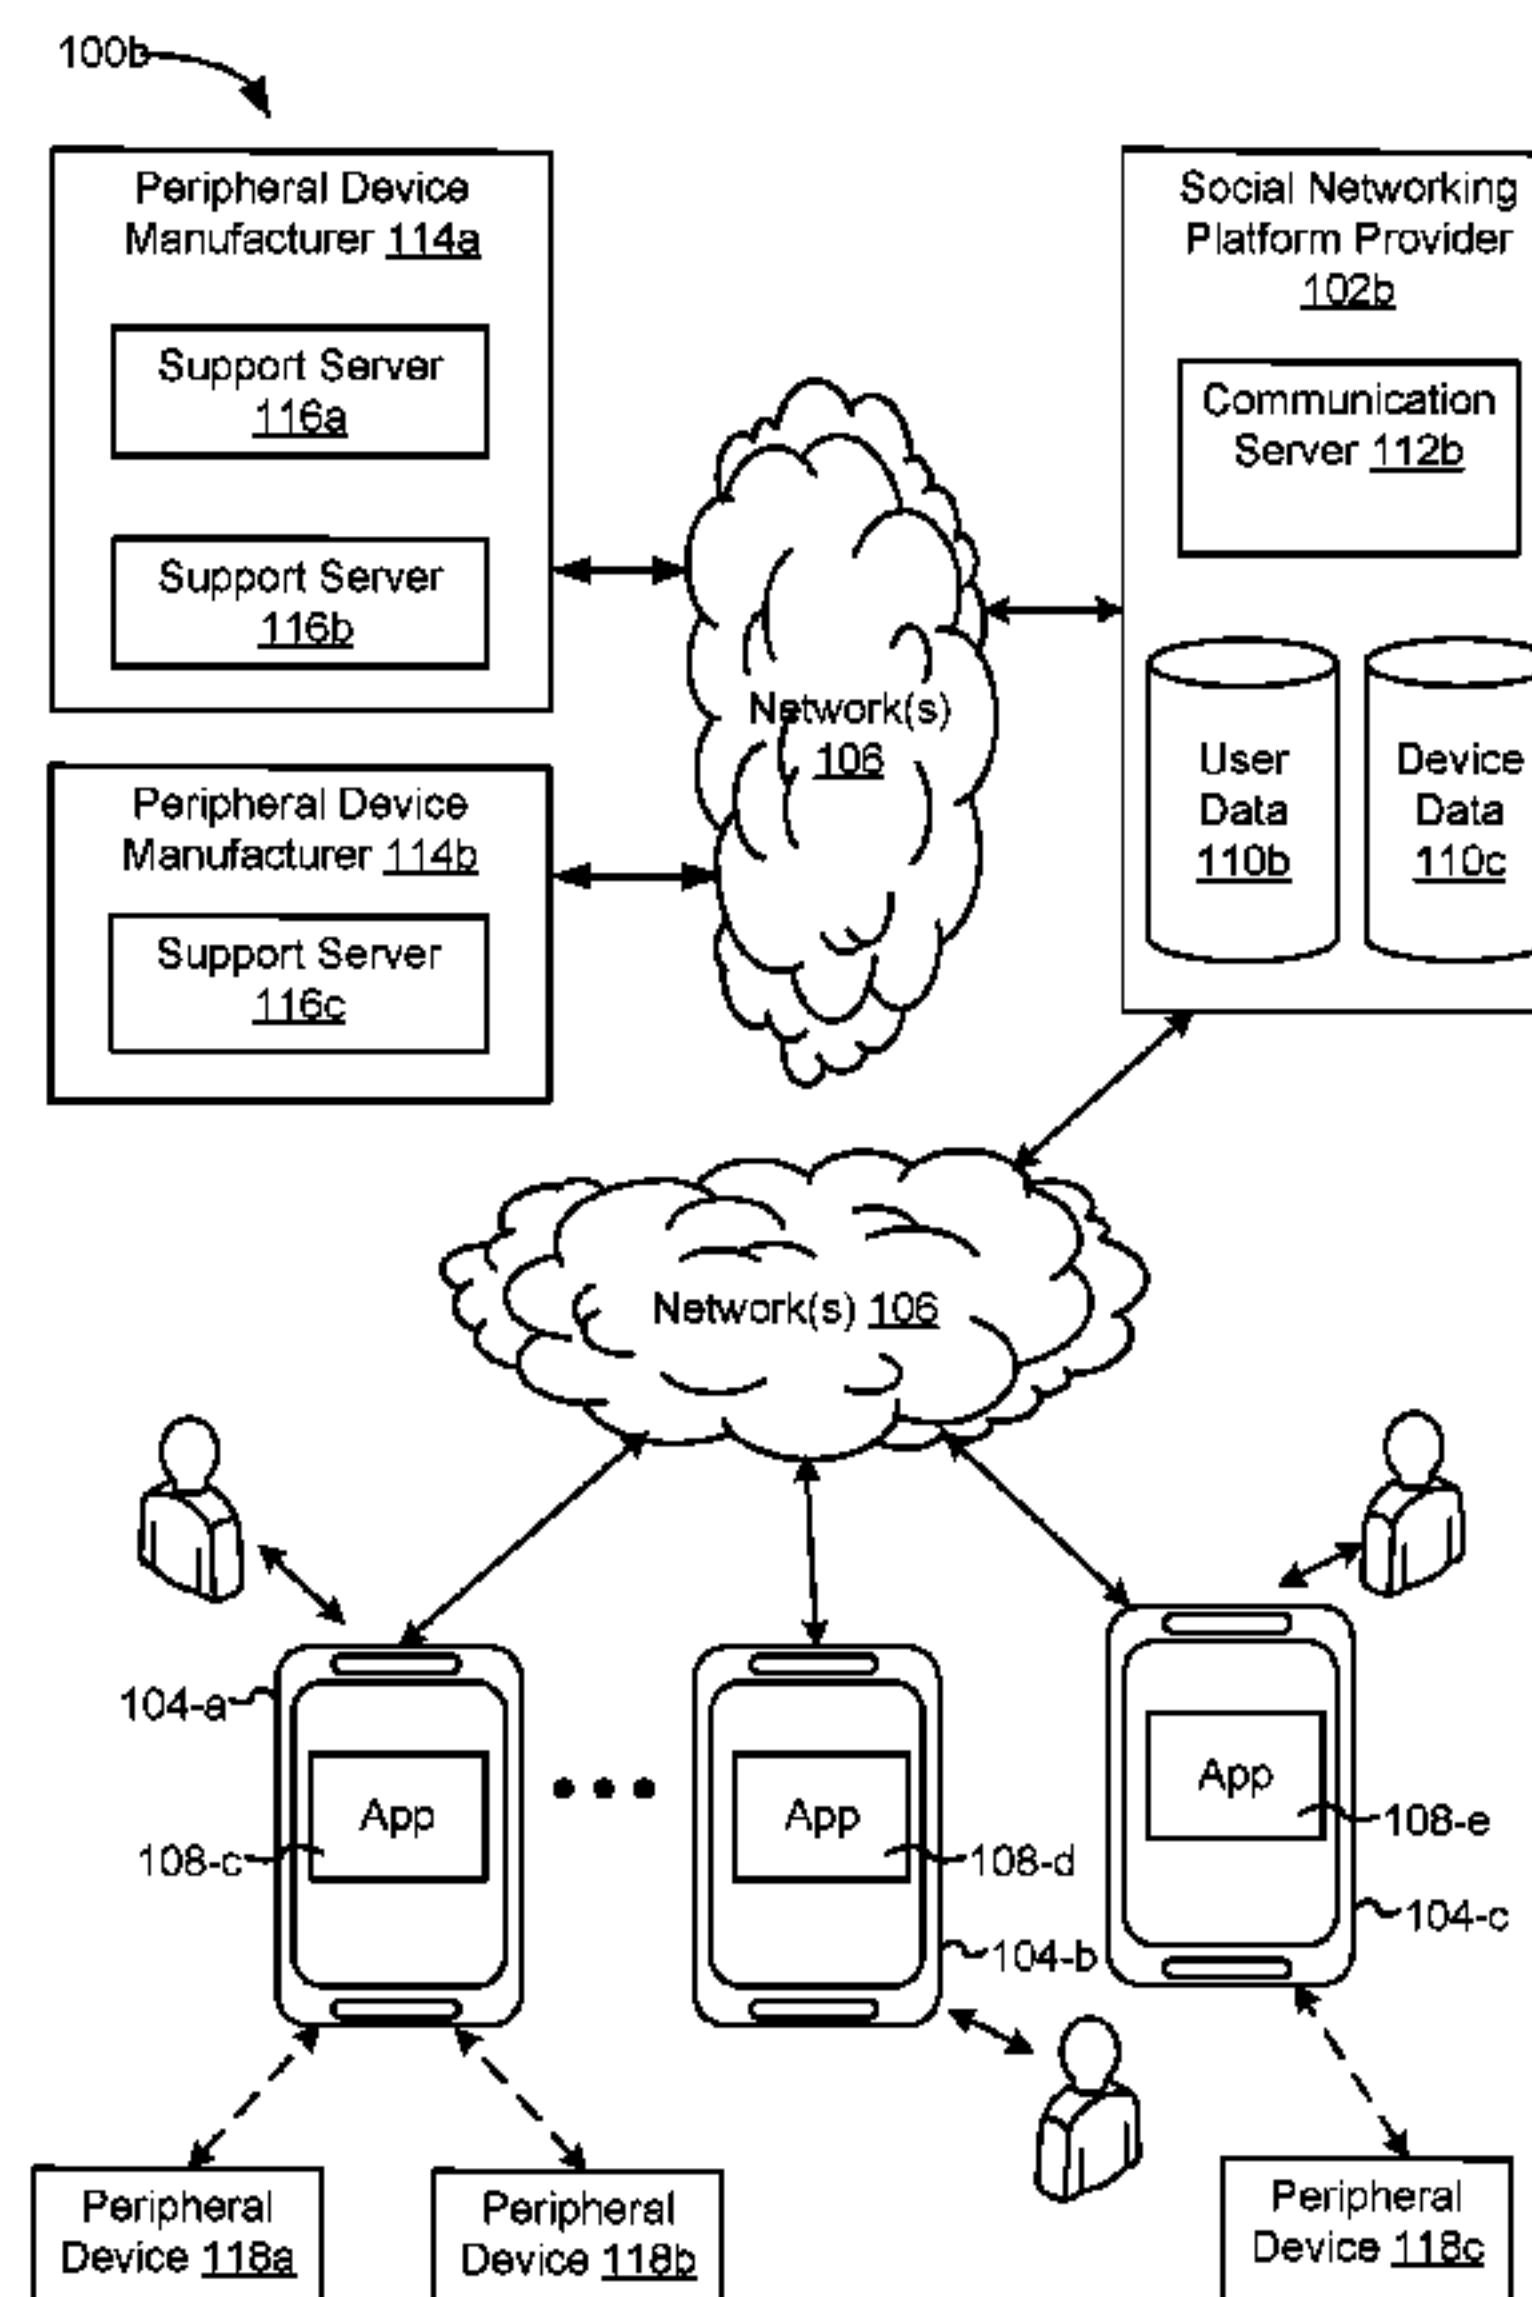 100b
Peripheral Device
Manufacturer 114a
Support Server
116a
Support Server
116b
Peripheral Device
Manufacturer 114b
Support Server
116c
Network(s)
106
Social Networking
Platform Provider
102b
Communication
Server 112b
User
Data
110b
Device
Data
110c
Network(s) 106
104-a
App
108-c
App
108-d
104-b
App
108-e
104-c
Peripheral
Device 118a
Peripheral
Device 118b
Peripheral
Device 118c